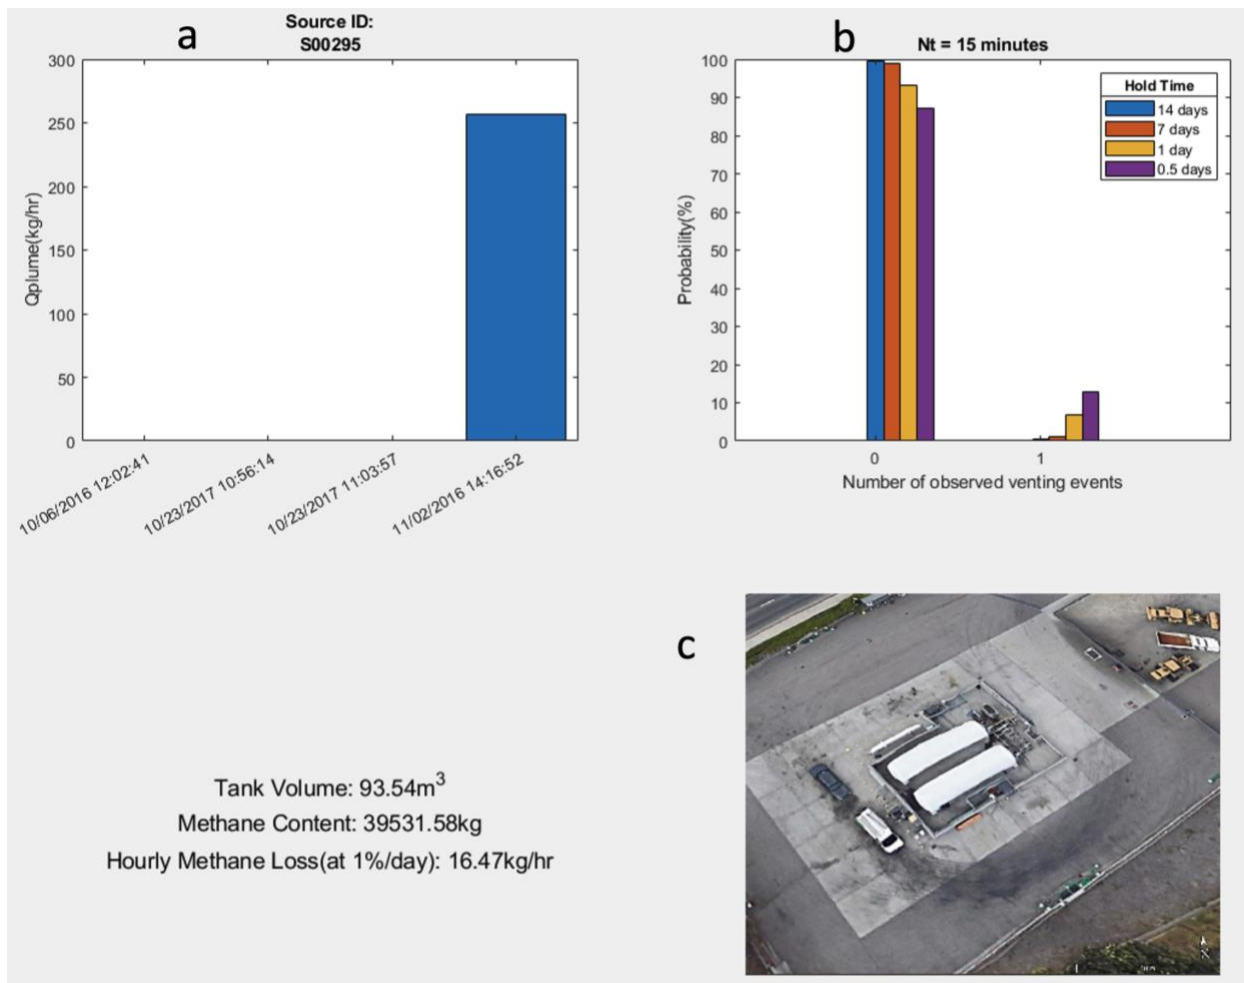 a
Source ID:
S00295
300
250
200
150
100
50
0
Qplume(kg/hr)
10/06/2016 12:02:41
10/23/2017 10:56:14
10/23/2017 11:03:57
11/02/2016 14:16:52
b
Nt = 15 minutes
100
90
80
70
60
50
40
30
20
10
0
Probability(%)
Hold Time
14 days
7 days
1 day
0.5 days
0
1
Number of observed venting events
c
Tank Volume: 93.54m³
Methane Content: 39531.58kg
Hourly Methane Loss(at 1%/day): 16.47kg/hr